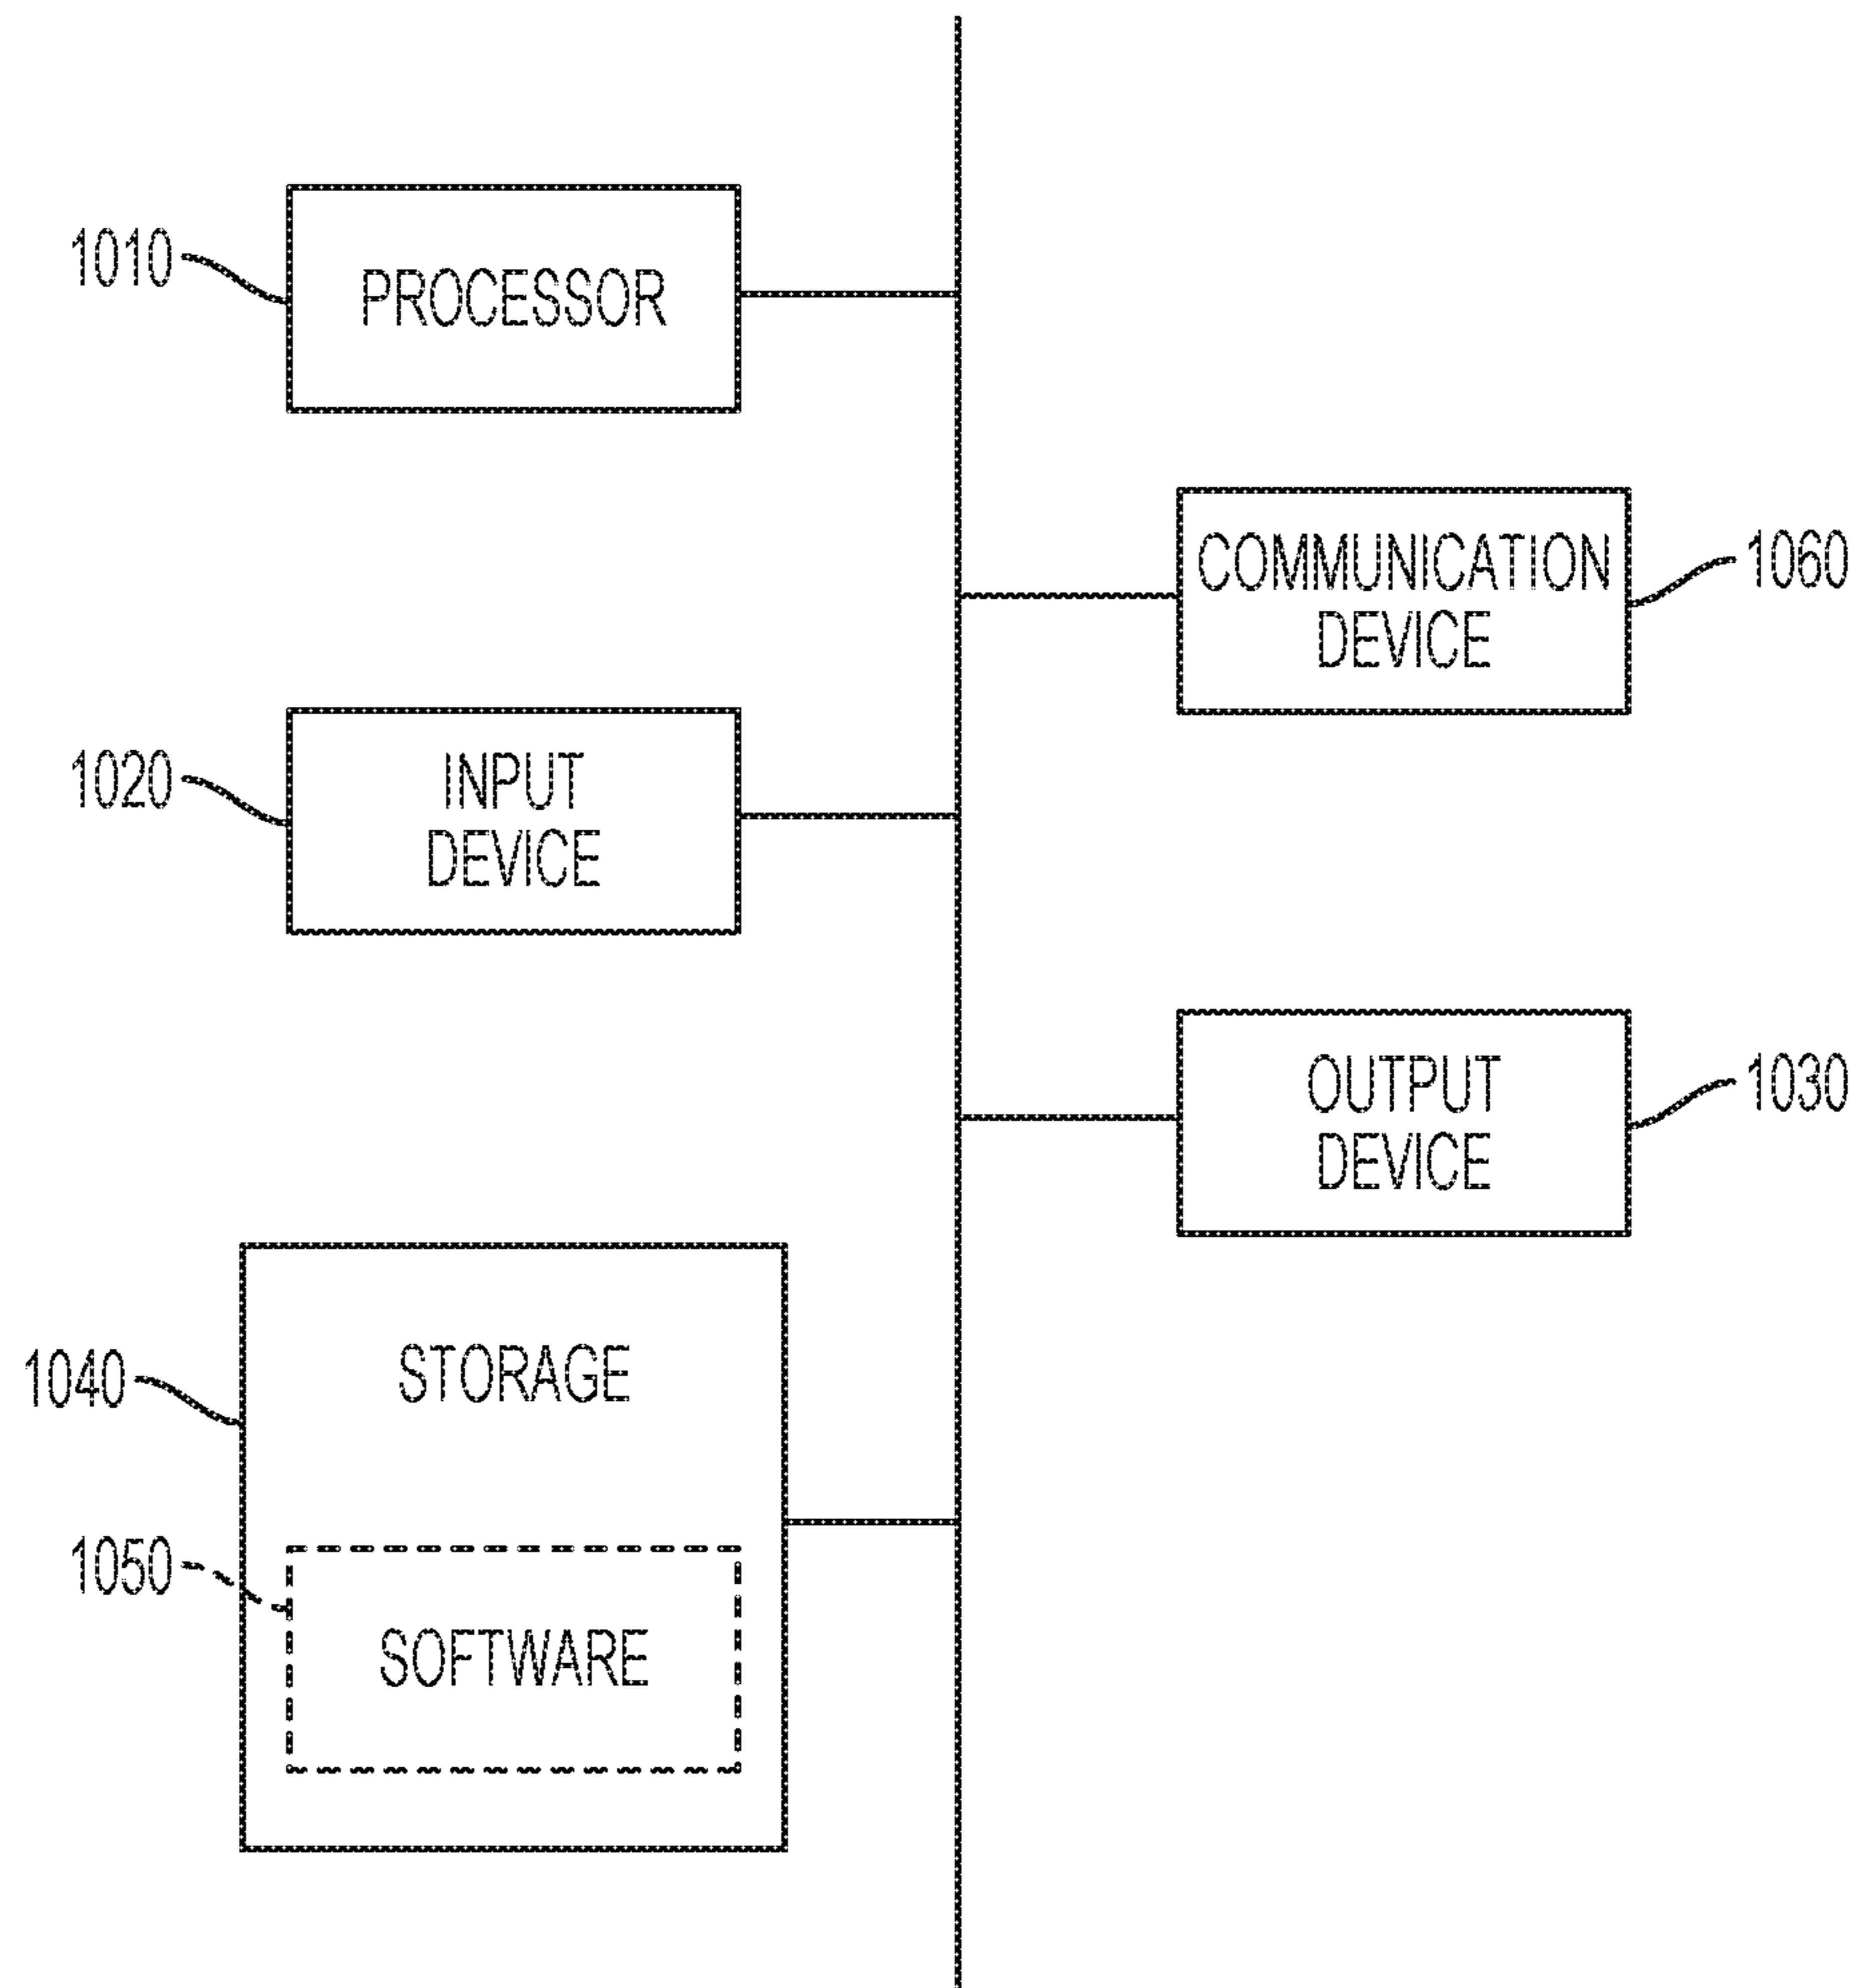 1010
PROCESSOR
COMMUNICATION
DEVICE
1060
1020
INPUT
DEVICE
OUTPUT
DEVICE
1030
1040
STORAGE
1050
SOFTWARE